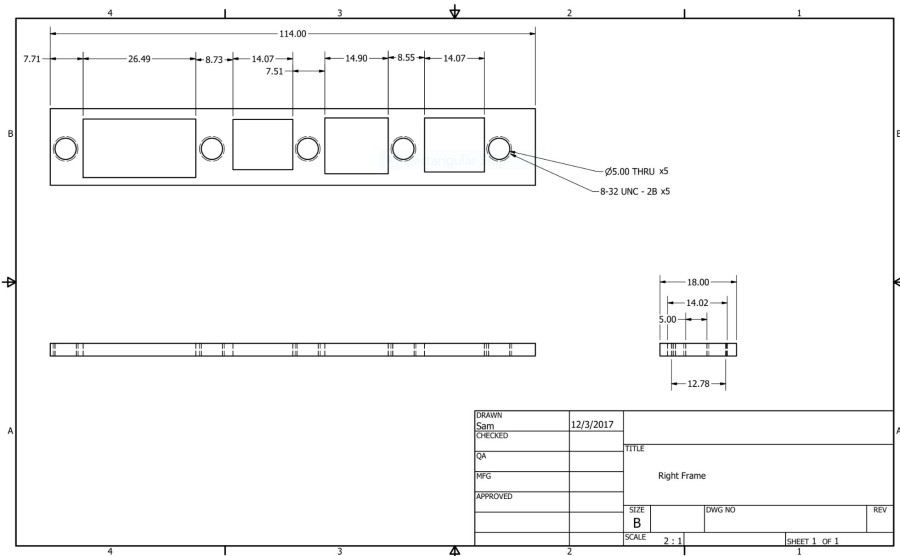 4 3 2 1
114.00
7.71 26.49 8.73 14.07 14.90 8.55 14.07
7.51
B B
Ø5.00 THRU x5
8-32 UNC - 2B x5
18.00
14.02
5.00
12.78
A A
DRAWN
Sam 12/3/2017
CHECKED
QA
MFG
APPROVED
TITLE
Right Frame
SIZE
B
DWG NO
REV
SCALE 2 : 1
SHEET 1 OF 1
4 3 2 1